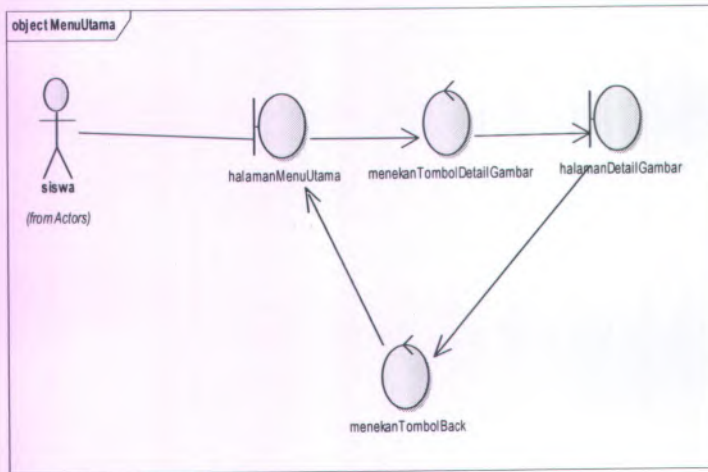 object MenuUtama
siswa
(from Actors)
halamanMenuUtama
menekanTombolDetailGambar
halamanDetailGambar
menekanTombolBack